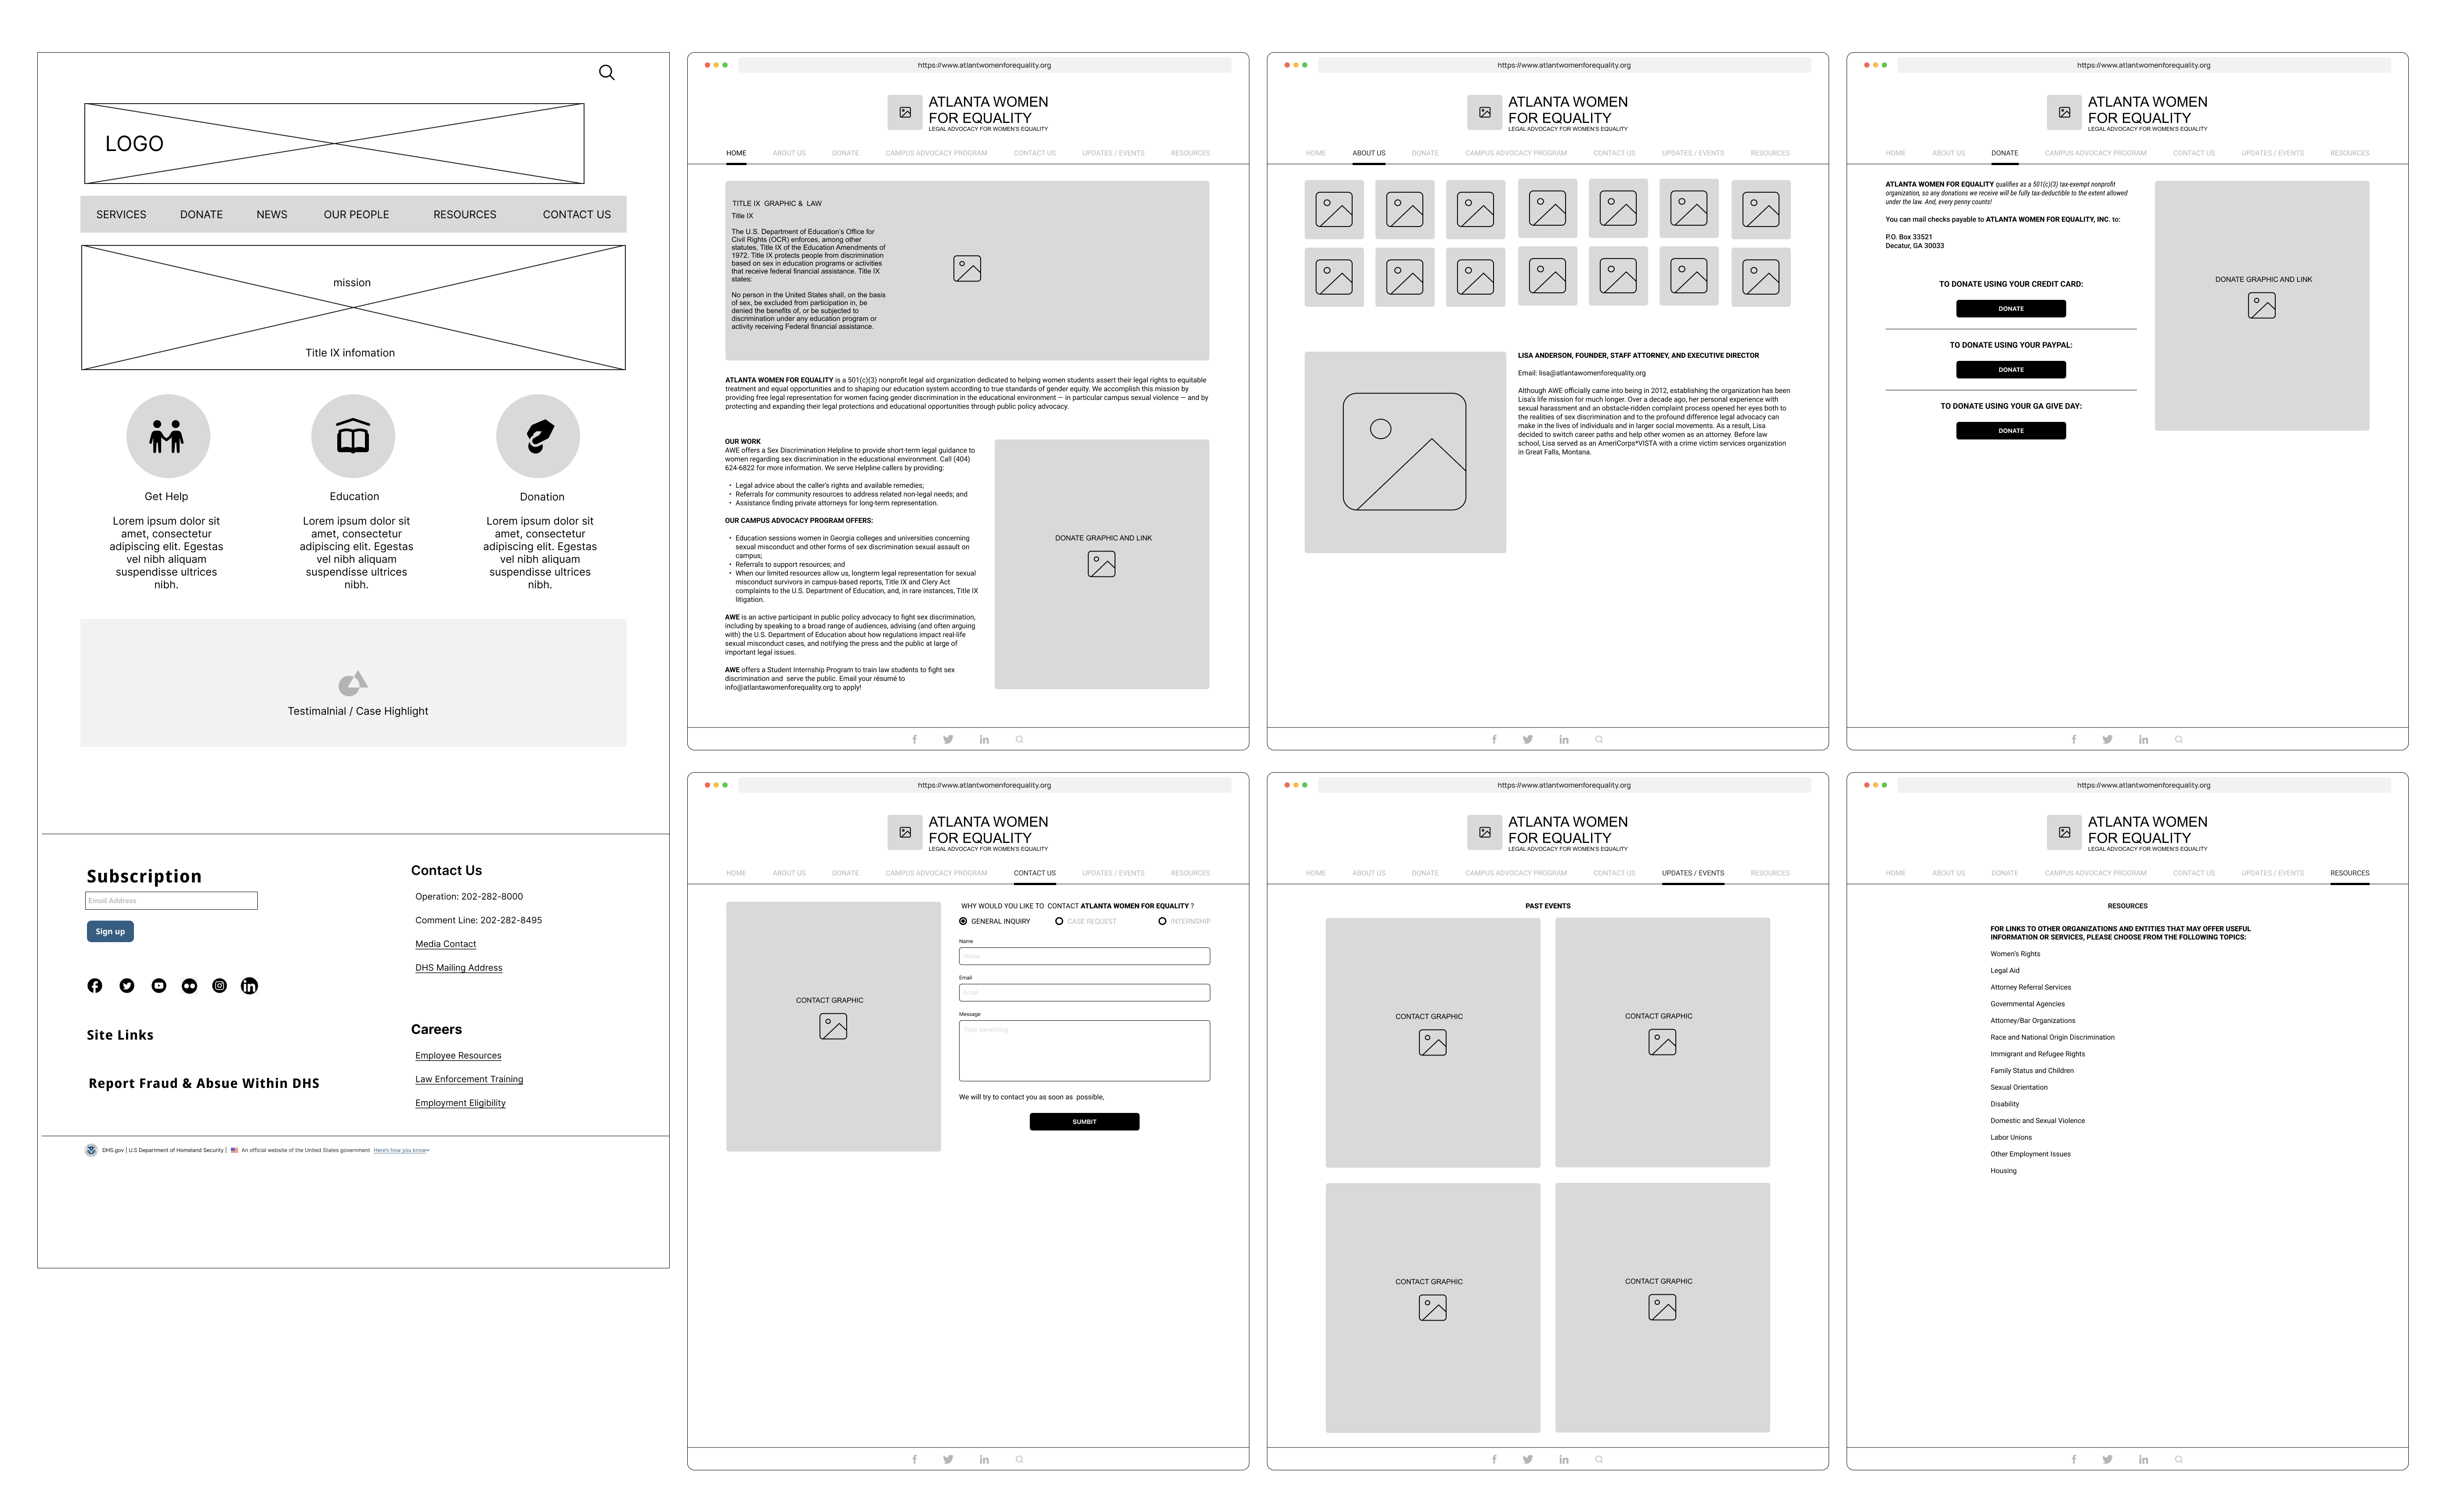 LOGO
SERVICES DONATE NEWS OUR PEOPLE RESOURCES CONTACT US
mission
Title IX infomation
Get Help
Lorem ipsum dolor sit
amet, consectetur
adipiscing elit. Egestas
vel nibh aliquam
suspendisse ultrices
nibh.
Education
Lorem ipsum dolor sit
amet, consectetur
adipiscing elit. Egestas
vel nibh aliquam
suspendisse ultrices
nibh.
Donation
Lorem ipsum dolor sit
amet, consectetur
adipiscing elit. Egestas
vel nibh aliquam
suspendisse ultrices
nibh.
Testimalnial / Case Highlight
Subscription
Email Address
Sign up
Site Links
Report Fraud & Absue Within DHS
Contact Us
Operation: 202-282-8000
Comment Line: 202-282-8495
Media Contact
DHS Mailing Address
Careers
Employee Resources
Law Enforcement Training
Employment Eligibility
DHS.gov | U.S Department of Homeland Security | An official website of the United States government Here's how you know
https://www.atlantwomenforequality.org
ATLANTA WOMEN
FOR EQUALITY
LEGAL ADVOCACY FOR WOMEN'S EQUALITY
HOME ABOUT US DONATE CAMPUS ADVOCACY PROGRAM CONTACT US UPDATES / EVENTS RESOURCES
TITLE IX GRAPHIC & LAW
Title IX
The U.S. Department of Education's Office for
Civil Rights (OCR) enforces, among other
statutes, Title IX of the Education Amendments of
1972. Title IX protects people from discrimination
based on sex in education programs or activities
that receive federal financial assistance. Title IX
states:
No person in the United States shall, on the basis
of sex, be excluded from participation in, be
denied the benefits of, or be subjected to
discrimination under any education program or
activity receiving Federal financial assistance.
ATLANTA WOMEN FOR EQUALITY is a 501(c)(3) nonprofit legal aid organization dedicated to helping women students assert their legal rights to equitable
treatment and equal opportunities and to shaping our education system according to true standards of gender equity. We accomplish this mission by
providing free legal representation for women facing gender discrimination in the educational environment — in particular campus sexual violence — and by
protecting and expanding their legal protections and educational opportunities through public policy advocacy.
OUR WORK
AWE offers a Sex Discrimination Helpline to provide short-term legal guidance to
women regarding sex discrimination in the educational environment. Call (404)
624-6822 for more information. We serve Helpline callers by providing:
• Legal advice about the caller's rights and available remedies;
• Referrals for community resources to address related non-legal needs; and
• Assistance finding private attorneys for long-term representation.
OUR CAMPUS ADVOCACY PROGRAM OFFERS:
• Education sessions women in Georgia colleges and universities concerning
sexual misconduct and other forms of sex discrimination sexual assault on
campus;
• Referrals to support resources; and
• When our limited resources allow us, longterm legal representation for sexual
misconduct survivors in campus-based reports, Title IX and Clery Act
complaints to the U.S. Department of Education, and, in rare instances, Title IX
litigation.
AWE is an active participant in public policy advocacy to fight sex discrimination,
including by speaking to a broad range of audiences, advising (and often arguing
with) the U.S. Department of Education about how regulations impact real-life
sexual misconduct cases, and notifying the press and the public at large of
important legal issues.
AWE offers a Student Internship Program to train law students to fight sex
discrimination and serve the public. Email your résumé to
info@atlantawomenforequality.org to apply!
DONATE GRAPHIC AND LINK
https://www.atlantwomenforequality.org
ATLANTA WOMEN
FOR EQUALITY
LEGAL ADVOCACY FOR WOMEN'S EQUALITY
HOME ABOUT US DONATE CAMPUS ADVOCACY PROGRAM CONTACT US UPDATES / EVENTS RESOURCES
LISA ANDERSON, FOUNDER, STAFF ATTORNEY, AND EXECUTIVE DIRECTOR
Email: lisa@atlantawomenforequality.org
Although AWE officially came into being in 2012, establishing the organization has been
Lisa's life mission for much longer. Over a decade ago, her personal experience with
sexual harassment and an obstacle-ridden complaint process opened her eyes both to
the realities of sex discrimination and to the profound difference legal advocacy can
make in the lives of individuals and in larger social movements. As a result, Lisa
decided to switch career paths and help other women as an attorney. Before law
school, Lisa served as an AmeriCorps*VISTA with a crime victim services organization
in Great Falls, Montana.
https://www.atlantwomenforequality.org
ATLANTA WOMEN
FOR EQUALITY
LEGAL ADVOCACY FOR WOMEN'S EQUALITY
HOME ABOUT US DONATE CAMPUS ADVOCACY PROGRAM CONTACT US UPDATES / EVENTS RESOURCES
ATLANTA WOMEN FOR EQUALITY qualifies as a 501(c)(3) tax-exempt nonprofit
organization, so any donations we receive will be fully tax-deductible to the extent allowed
under the law. And, every penny counts!
You can mail checks payable to ATLANTA WOMEN FOR EQUALITY, INC. to:
P.O. Box 33521
Decatur, GA 30033
TO DONATE USING YOUR CREDIT CARD:
DONATE
TO DONATE USING YOUR PAYPAL:
DONATE
TO DONATE USING YOUR GA GIVE DAY:
DONATE
DONATE GRAPHIC AND LINK
https://www.atlantwomenforequality.org
ATLANTA WOMEN
FOR EQUALITY
LEGAL ADVOCACY FOR WOMEN'S EQUALITY
HOME ABOUT US DONATE CAMPUS ADVOCACY PROGRAM CONTACT US UPDATES / EVENTS RESOURCES
CONTACT GRAPHIC
WHY WOULD YOU LIKE TO CONTACT ATLANTA WOMEN FOR EQUALITY ?
GENERAL INQUIRY CASE REQUEST INTERNSHIP
Name
Name
Email
Email
Message
Type something
We will try to contact you as soon as possible,
SUMBIT
https://www.atlantwomenforequality.org
ATLANTA WOMEN
FOR EQUALITY
LEGAL ADVOCACY FOR WOMEN'S EQUALITY
HOME ABOUT US DONATE CAMPUS ADVOCACY PROGRAM CONTACT US UPDATES / EVENTS RESOURCES
PAST EVENTS
CONTACT GRAPHIC
CONTACT GRAPHIC
CONTACT GRAPHIC
CONTACT GRAPHIC
https://www.atlantwomenforequality.org
ATLANTA WOMEN
FOR EQUALITY
LEGAL ADVOCACY FOR WOMEN'S EQUALITY
HOME ABOUT US DONATE CAMPUS ADVOCACY PROGRAM CONTACT US UPDATES / EVENTS RESOURCES
RESOURCES
FOR LINKS TO OTHER ORGANIZATIONS AND ENTITIES THAT MAY OFFER USEFUL
INFORMATION OR SERVICES, PLEASE CHOOSE FROM THE FOLLOWING TOPICS:
Women's Rights
Legal Aid
Attorney Referral Services
Governmental Agencies
Attorney/Bar Organizations
Race and National Origin Discrimination
Immigrant and Refugee Rights
Family Status and Children
Sexual Orientation
Disability
Domestic and Sexual Violence
Labor Unions
Other Employment Issues
Housing